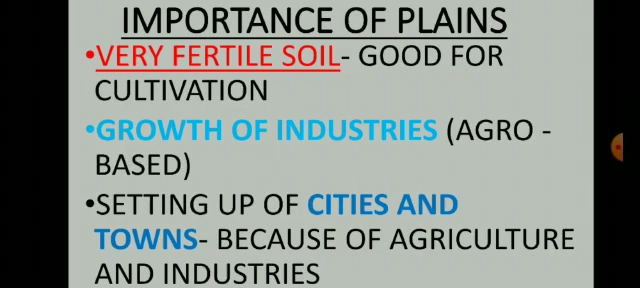 IMPORTANCE OF PLAINS
•VERY FERTILE SOIL- GOOD FOR
CULTIVATION
•GROWTH OF INDUSTRIES (AGRO -
BASED)
•SETTING UP OF CITIES AND
TOWNS- BECAUSE OF AGRICULTURE
AND INDUSTRIES